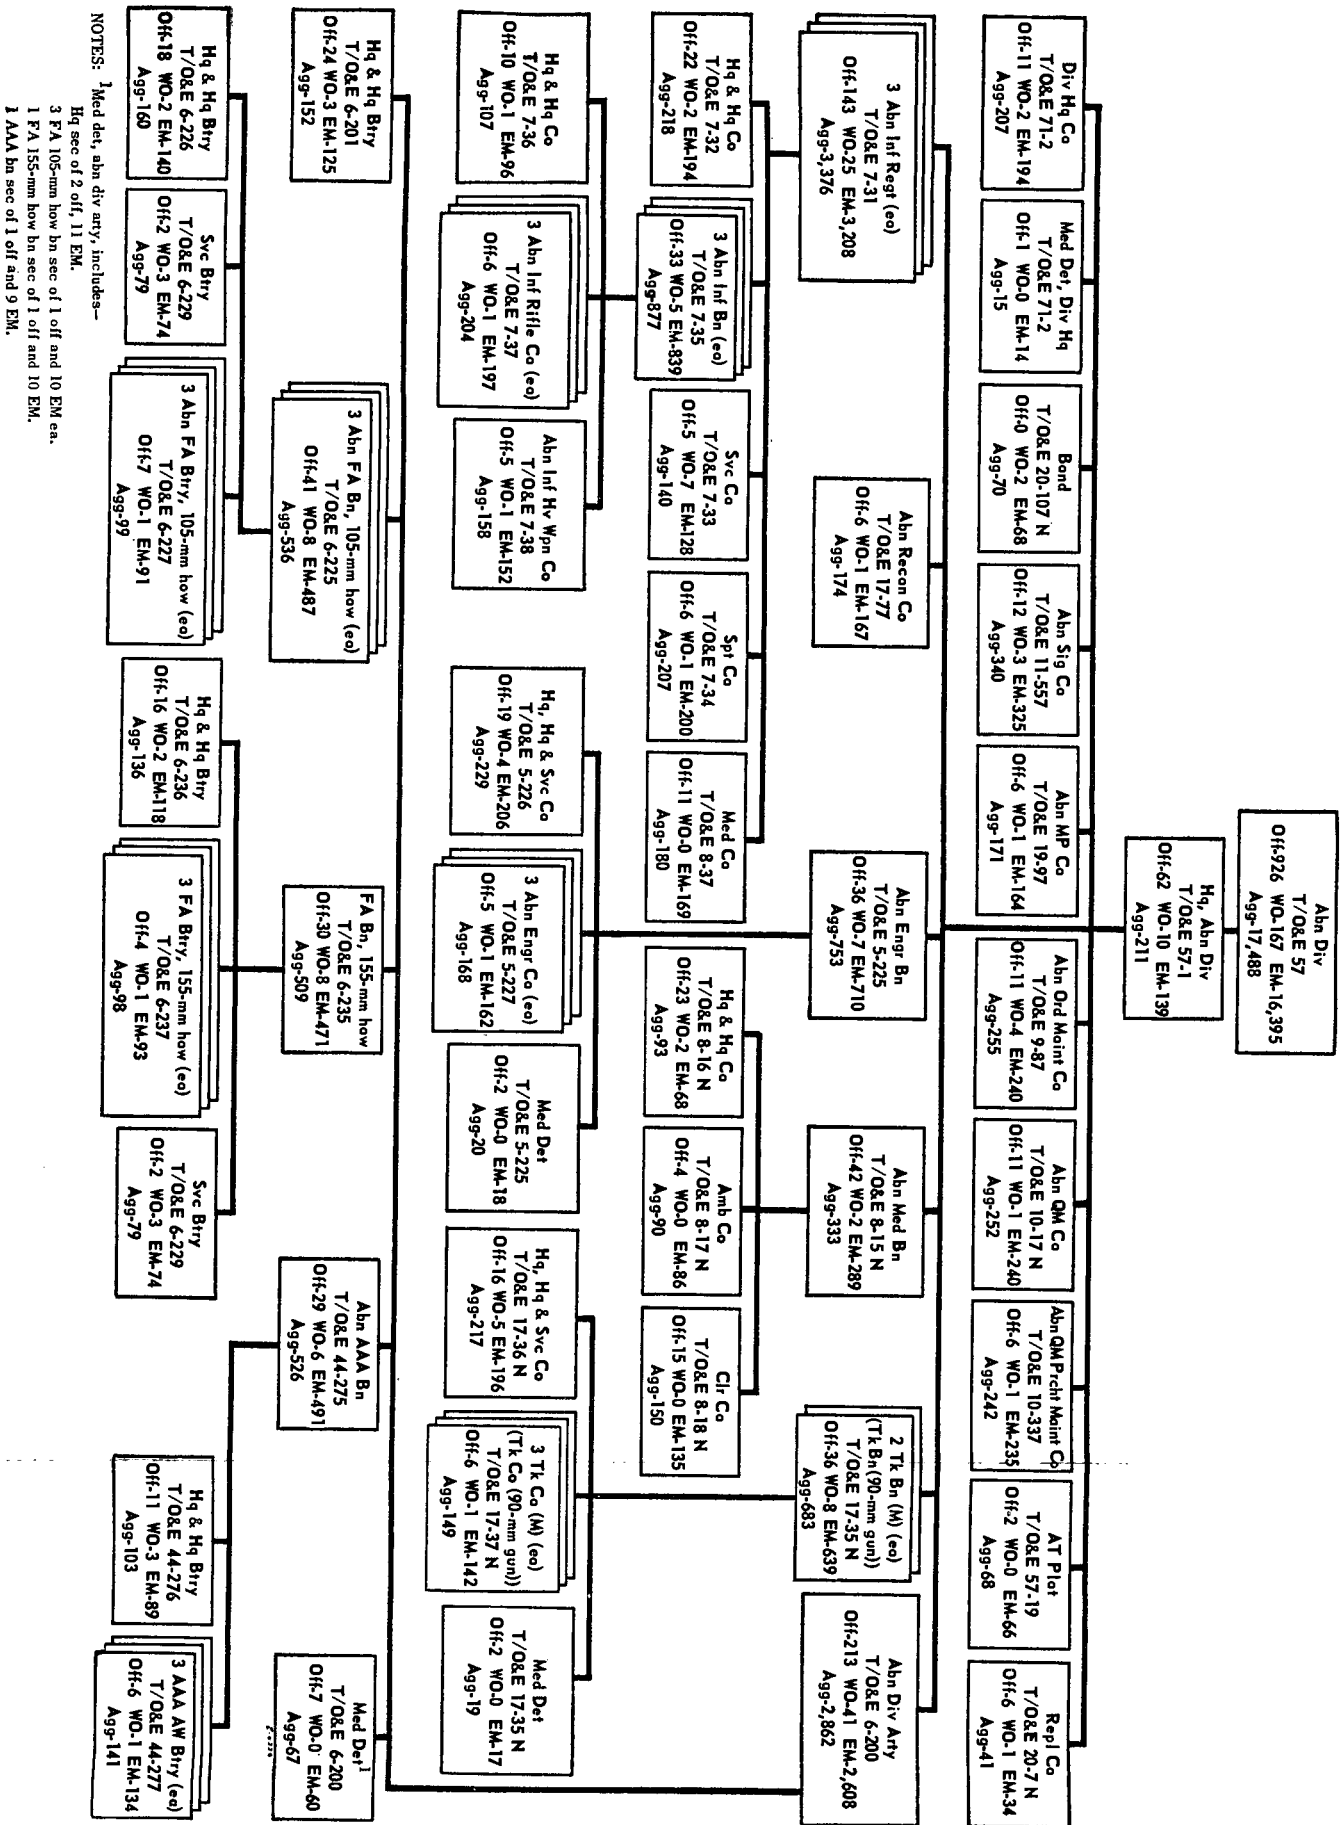 Abn Div
T/O&E 57
Off-926 WO-167 EM-16,395
Agg-17,488
Hq, Abn Div
T/O&E 57-1
Off-62 WO-10 EM-139
Agg-211
Div Hq Co
T/O&E 71-2
Off-11 WO-2 EM-194
Agg-207
Med Det, Div Hq
T/O&E 71-2
Off-1 WO-0 EM-14
Agg-15
Band
T/O&E 20-107 N
Off-0 WO-2 EM-68
Agg-70
Abn Sig Co
T/O&E 11-557
Off-12 WO-3 EM-325
Agg-340
Abn MP Co
T/O&E 19-97
Off-6 WO-1 EM-164
Agg-171
Abn Ord Maint Co
T/O&E 9-87
Off-11 WO-4 EM-240
Agg-255
Abn QM Co
T/O&E 10-17 N
Off-11 WO-1 EM-240
Agg-252
Abn QM Prcht Maint Co
T/O&E 10-337
Off-6 WO-1 EM-235
Agg-242
AT Plat
T/O&E 57-19
Off-2 WO-0 EM-66
Agg-68
Repl Co
T/O&E 20-7 N
Off-6 WO-1 EM-34
Agg-41
3 Abn Inf Regt (ea)
T/O&E 7-31
Off-143 WO-25 EM-3,208
Agg-3,376
Abn Recon Co
T/O&E 17-77
Off-6 WO-1 EM-167
Agg-174
Abn Engr Bn
T/O&E 5-225
Off-36 WO-7 EM-710
Agg-753
Abn Med Bn
T/O&E 8-15 N
Off-42 WO-2 EM-289
Agg-333
2 Tk Bn (M) (ea)
(Tk Bn (90-mm gun))
T/O&E 17-35 N
Off-36 WO-8 EM-639
Agg-683
Abn Div Arty
T/O&E 6-200
Off-213 WO-41 EM-2,608
Agg-2,862
Hq & Hq Co
T/O&E 7-32
Off-22 WO-2 EM-194
Agg-218
3 Abn Inf Bn (ea)
T/O&E 7-35
Off-33 WO-5 EM-839
Agg-877
Svc Co
T/O&E 7-33
Off-5 WO-7 EM-128
Agg-140
Spt Co
T/O&E 7-34
Off-6 WO-1 EM-200
Agg-207
Med Co
T/O&E 8-37
Off-11 WO-0 EM-169
Agg-180
Hq & Hq Co
T/O&E 8-16 N
Off-23 WO-2 EM-68
Agg-93
Amb Co
T/O&E 8-17 N
Off-4 WO-0 EM-86
Agg-90
Clr Co
T/O&E 8-18 N
Off-15 WO-0 EM-135
Agg-150
Hq & Hq Co
T/O&E 7-36
Off-10 WO-1 EM-96
Agg-107
3 Abn Inf Rifle Co (ea)
T/O&E 7-37
Off-6 WO-1 EM-197
Agg-204
Abn Inf Hv Wpn Co
T/O&E 7-38
Off-5 WO-1 EM-152
Agg-158
Hq, Hq & Svc Co
T/O&E 5-226
Off-19 WO-4 EM-206
Agg-229
3 Abn Engr Co (ea)
T/O&E 5-227
Off-5 WO-1 EM-162
Agg-168
Med Det
T/O&E 5-225
Off-2 WO-0 EM-18
Agg-20
Hq, Hq & Svc Co
T/O&E 17-36 N
Off-16 WO-5 EM-196
Agg-217
3 Tk Co (M) (ea)
(Tk Co (90-mm gun))
T/O&E 17-37 N
Off-6 WO-1 EM-142
Agg-149
Med Det
T/O&E 17-35 N
Off-2 WO-0 EM-17
Agg-19
Hq & Hq Btry
T/O&E 6-201
Off-24 WO-3 EM-125
Agg-152
3 Abn FA Bn, 105-mm how (ea)
T/O&E 6-225
Off-41 WO-8 EM-487
Agg-536
FA Bn, 155-mm how
T/O&E 6-235
Off-30 WO-8 EM-471
Agg-509
Abn AAA Bn
T/O&E 44-275
Off-29 WO-6 EM-491
Agg-526
Med Det1
T/O&E 6-200
Off-7 WO-0 EM-60
Agg-67
Hq & Hq Btry
T/O&E 6-226
Off-18 WO-2 EM-140
Agg-160
Svc Btry
T/O&E 6-229
Off-2 WO-3 EM-74
Agg-79
3 Abn FA Btry, 105-mm how (ea)
T/O&E 6-227
Off-7 WO-1 EM-91
Agg-99
Hq & Hq Btry
T/O&E 6-236
Off-16 WO-2 EM-118
Agg-136
3 FA Btry, 155-mm how (ea)
T/O&E 6-237
Off-4 WO-1 EM-93
Agg-98
Svc Btry
T/O&E 6-229
Off-2 WO-3 EM-74
Agg-79
Hq & Hq Btry
T/O&E 44-276
Off-11 WO-3 EM-89
Agg-103
3 AAA AW Btry (ea)
T/O&E 44-277
Off-6 WO-1 EM-134
Agg-141
NOTES: 1Med det, abn div arty, includes—
Hq sec of 2 off, 11 EM.
3 FA 105-mm how bn sec of 1 off and 10 EM ea.
1 FA 155-mm how bn sec of 1 off and 10 EM.
1 AAA bn sec of 1 off and 9 EM.